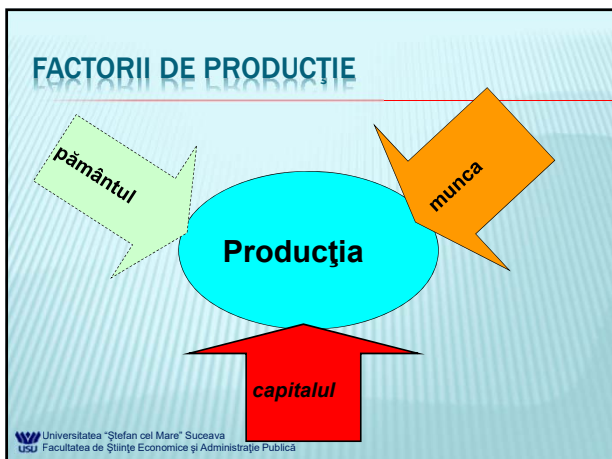 FACTORII DE PRODUCŢIE
pământul
munca
Producţia
capitalul
Universitatea "Ştefan cel Mare" Suceava
USU Facultatea de Ştiinţe Economice şi Administraţie Publică